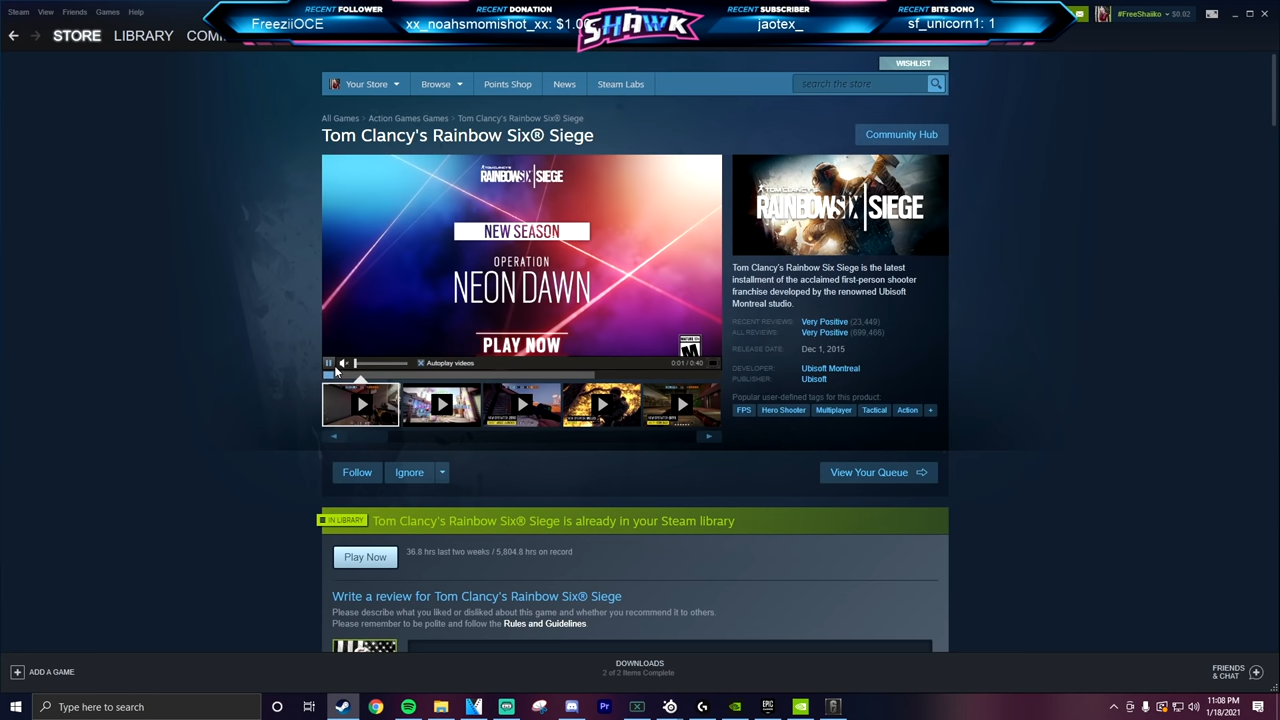 Steam View Friends Games Help
RECENT FOLLOWER
FreeziiOCE
RECENT DONATION
xx_noahsmomishot_xx: $1.00
SHAWK
RECENT SUBSCRIBER
jaotex_
RECENT BITS DONO
sf_unicorn1: 1
#FreeShaiiko $0.02
STORE LIBRARY COM
WISHLIST
Your Store Browse Points Shop News Steam Labs search the store
All Games > Action Games Games > Tom Clancy's Rainbow Six® Siege
Tom Clancy's Rainbow Six® Siege
Community Hub
TOM CLANCY'S
RAINBOWSIX | SIEGE
NEW SEASON
OPERATION
NEON DAWN
PLAY NOW
Autoplay videos 0:01 / 0:40
TOM CLANCY'S
RAINBOWSIX | SIEGE
Tom Clancy's Rainbow Six Siege is the latest
installment of the acclaimed first-person shooter
franchise developed by the renowned Ubisoft
Montreal studio.
RECENT REVIEWS: Very Positive (23,449)
ALL REVIEWS: Very Positive (699,466)
RELEASE DATE: Dec 1, 2015
DEVELOPER: Ubisoft Montreal
PUBLISHER: Ubisoft
Popular user-defined tags for this product:
FPS Hero Shooter Multiplayer Tactical Action +
Follow Ignore View Your Queue
IN LIBRARY Tom Clancy's Rainbow Six® Siege is already in your Steam library
Play Now 36.8 hrs last two weeks / 5,804.8 hrs on record
Write a review for Tom Clancy's Rainbow Six® Siege
Please describe what you liked or disliked about this game and whether you recommend it to others.
Please remember to be polite and follow the Rules and Guidelines.
ADD A GAME
DOWNLOADS
2 of 2 Items Complete
FRIENDS
& CHAT
Type here to search
11:08 PM
1/18/2021